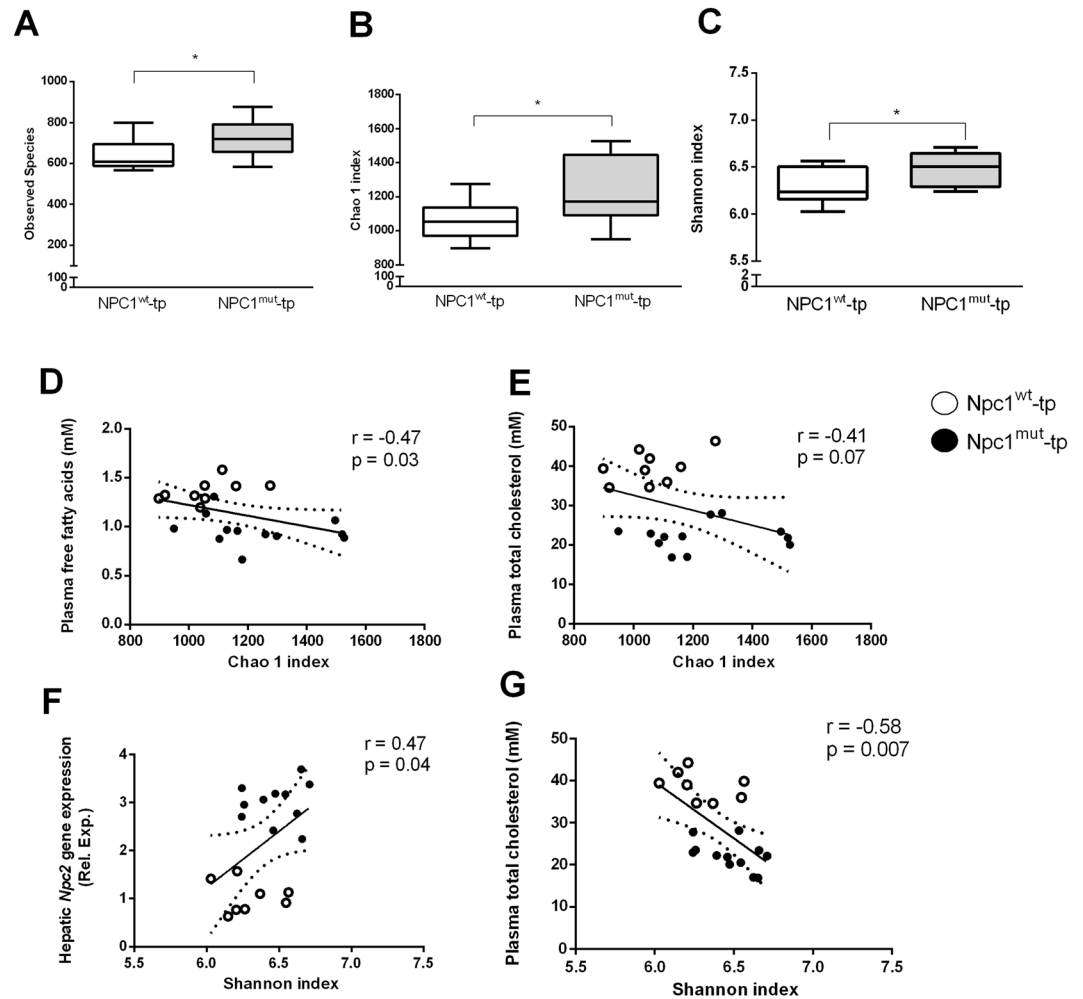 A
B
C
*
*
*
1000
800
600
400
200
100
0
Observed Species
NPC1wt-tp
NPC1mut-tp
1800
1600
1400
1200
1000
800
100
0
Chao 1 index
NPC1wt-tp
NPC1mut-tp
7.5
7.0
6.5
6.0
5.5
2
0
Shannon index
NPC1wt-tp
NPC1mut-tp
D
2.0
1.5
1.0
0.5
0.0
Plasma free fatty acids (mM)
r = -0.47
p = 0.03
800
1000
1200
1400
1600
1800
Chao 1 index
E
50
40
30
20
10
0
Plasma total cholesterol (mM)
r = -0.41
p = 0.07
800
1000
1200
1400
1600
1800
Chao 1 index
Npc1wt-tp
Npc1mut-tp
F
4
3
2
1
0
Hepatic Npc2 gene expression
(Rel. Exp.)
r = 0.47
p = 0.04
5.5
6.0
6.5
7.0
7.5
Shannon index
G
50
40
30
20
10
0
Plasma total cholesterol (mM)
r = -0.58
p = 0.007
5.5
6.0
6.5
7.0
7.5
Shannon index